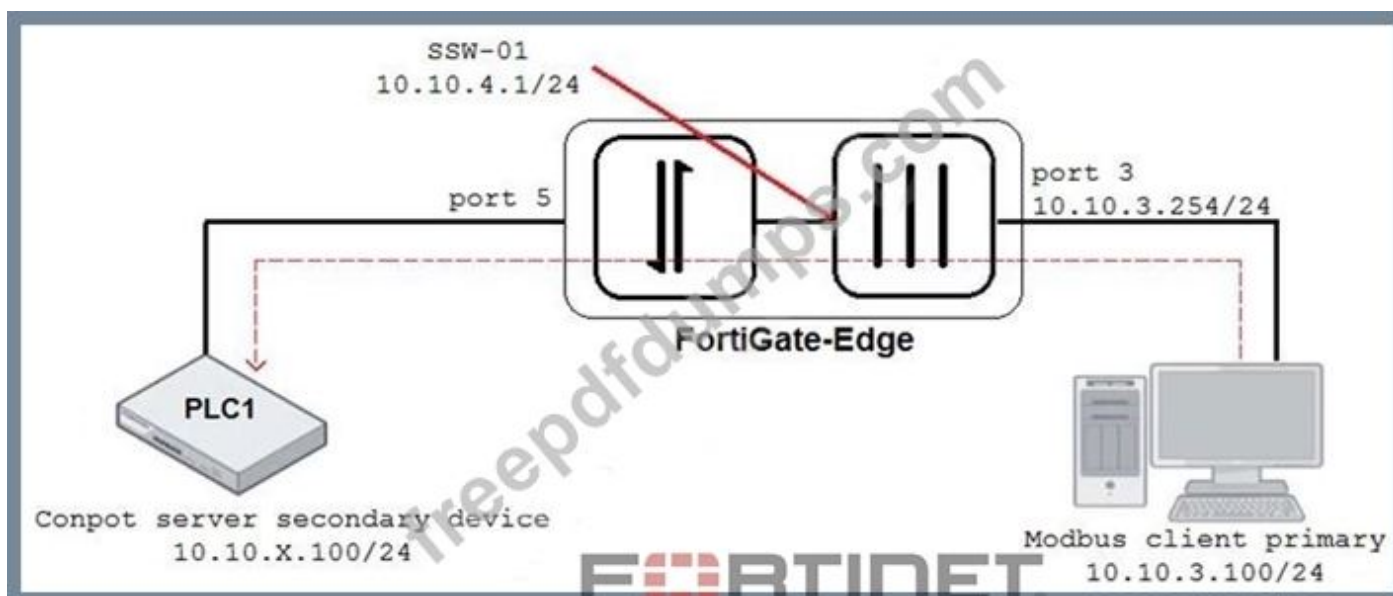 SSW-01
10.10.4.1/24
port 5
port 3
10.10.3.254/24
FortiGate-Edge
PLC1
Conpot server secondary device
10.10.X.100/24
Modbus client primary
10.10.3.100/24
freepdfdumps.com
FORTINET